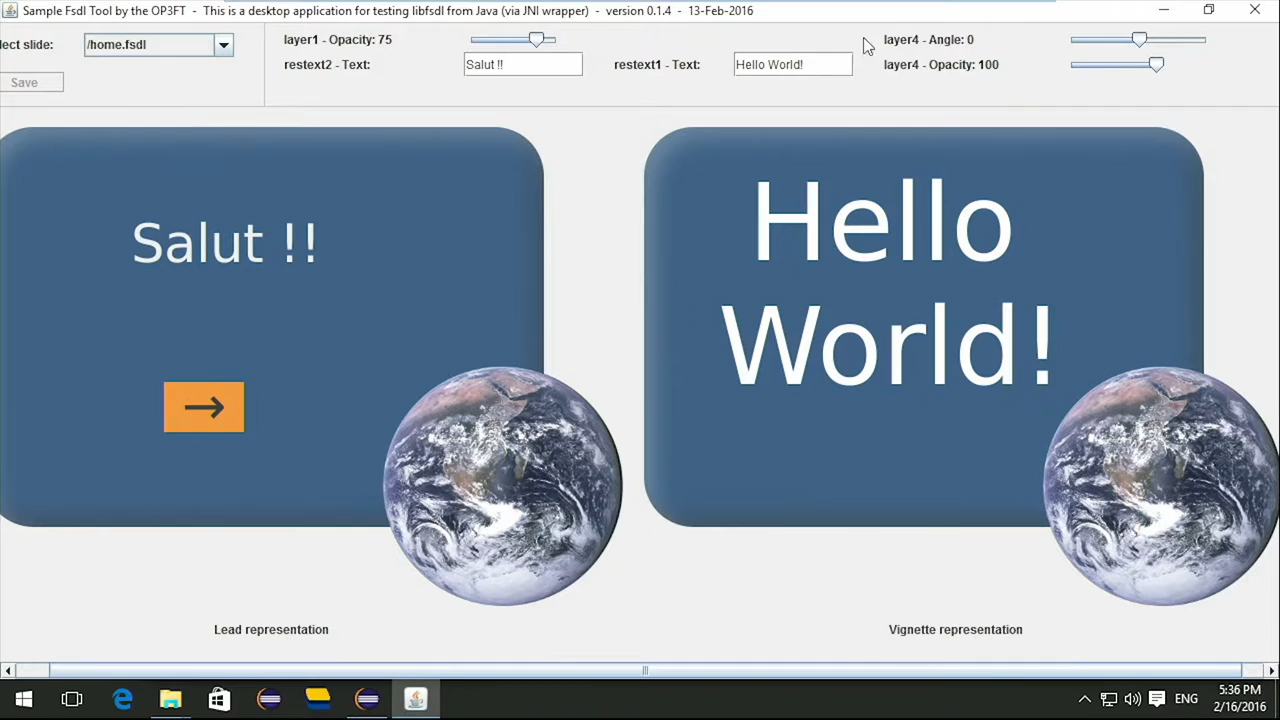 Sample Fsdl Tool by the OP3FT - This is a desktop application for testing libfsdl from Java (via JNI wrapper) - version 0.1.4 - 13-Feb-2016
lect slide:
/home.fsdl
Save
layer1 - Opacity: 75
restext2 - Text:
Salut !!
restext1 - Text:
Hello World!
layer4 - Angle: 0
layer4 - Opacity: 100
Salut !!
→
Hello
World!
Lead representation
Vignette representation
ENG
5:36 PM
2/16/2016